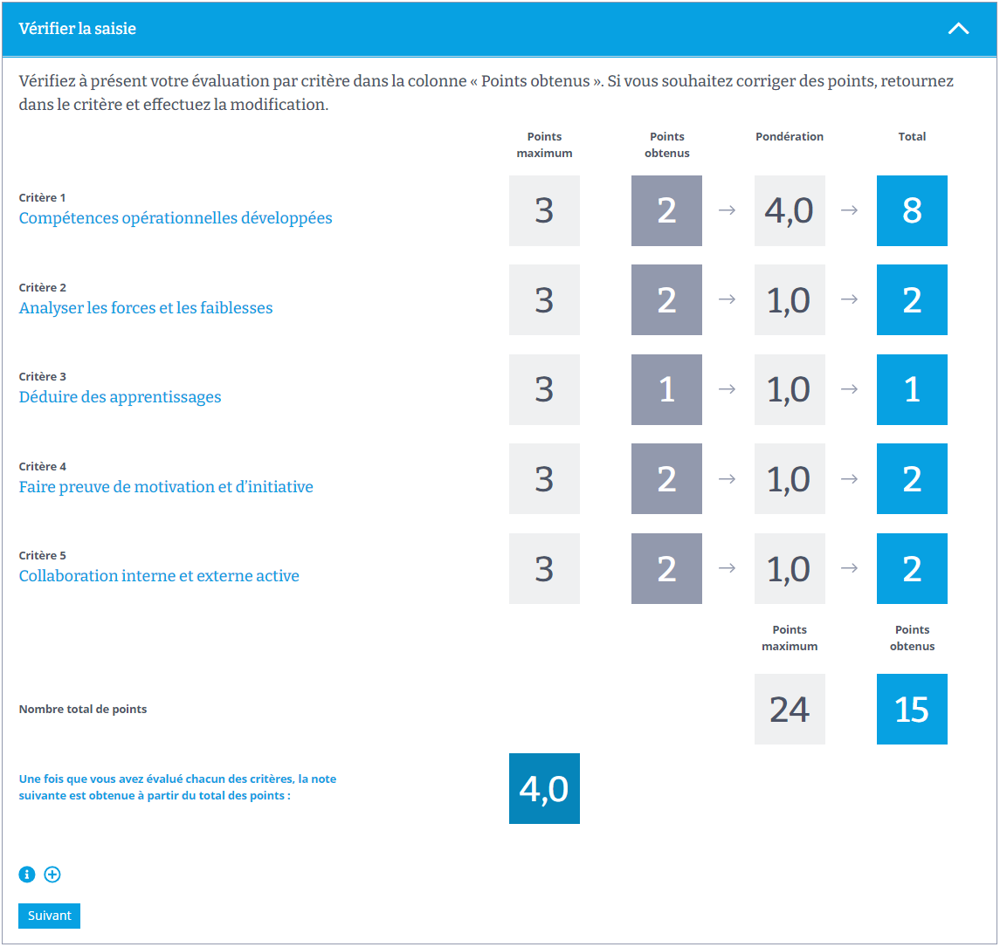 Vérifier la saisie
Vérifiez à présent votre évaluation par critère dans la colonne « Points obtenus ». Si vous souhaitez corriger des points, retournez
dans le critère et effectuez la modification.
Points maximum Points obtenus Pondération Total
Critère 1
Compétences opérationnelles développées
3 2 → 4,0 → 8
Critère 2
Analyser les forces et les faiblesses
3 2 → 1,0 → 2
Critère 3
Déduire des apprentissages
3 1 → 1,0 → 1
Critère 4
Faire preuve de motivation et d’initiative
3 2 → 1,0 → 2
Critère 5
Collaboration interne et externe active
3 2 → 1,0 → 2
Points maximum Points obtenus
Nombre total de points 24 15
Une fois que vous avez évalué chacun des critères, la note
suivante est obtenue à partir du total des points :
4,0
Suivant